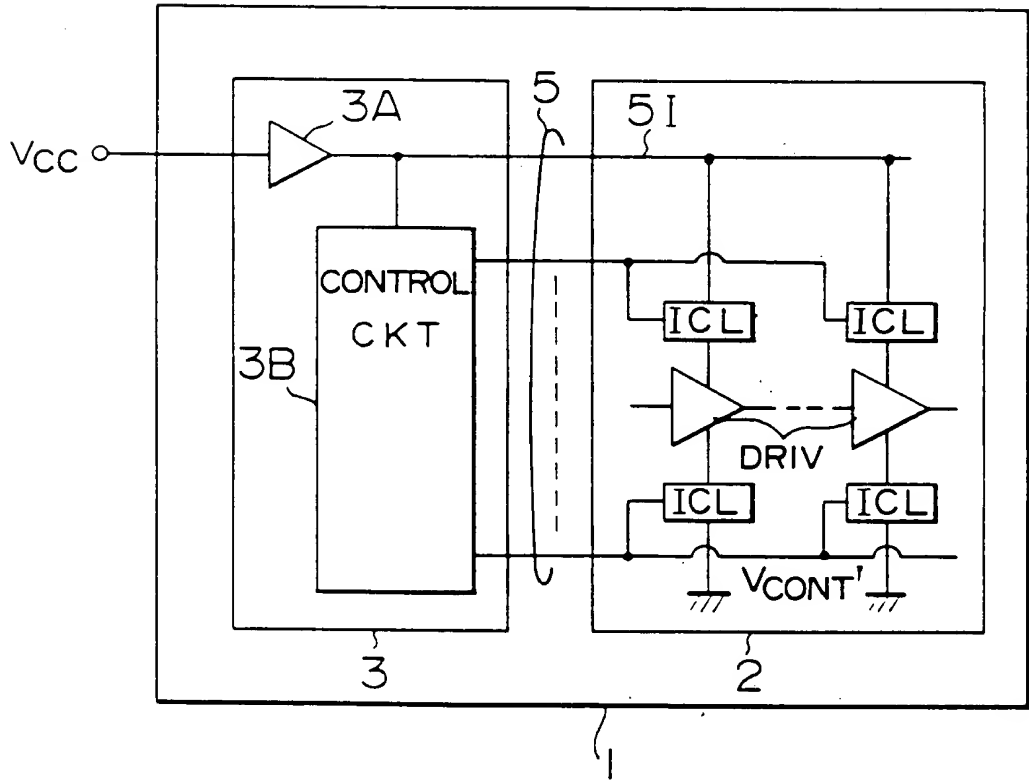 5
3A
5I
VCC
CONTROL
CKT
ICL
ICL
3B
DRIV
ICL
ICL
VCONT'
3
2
1